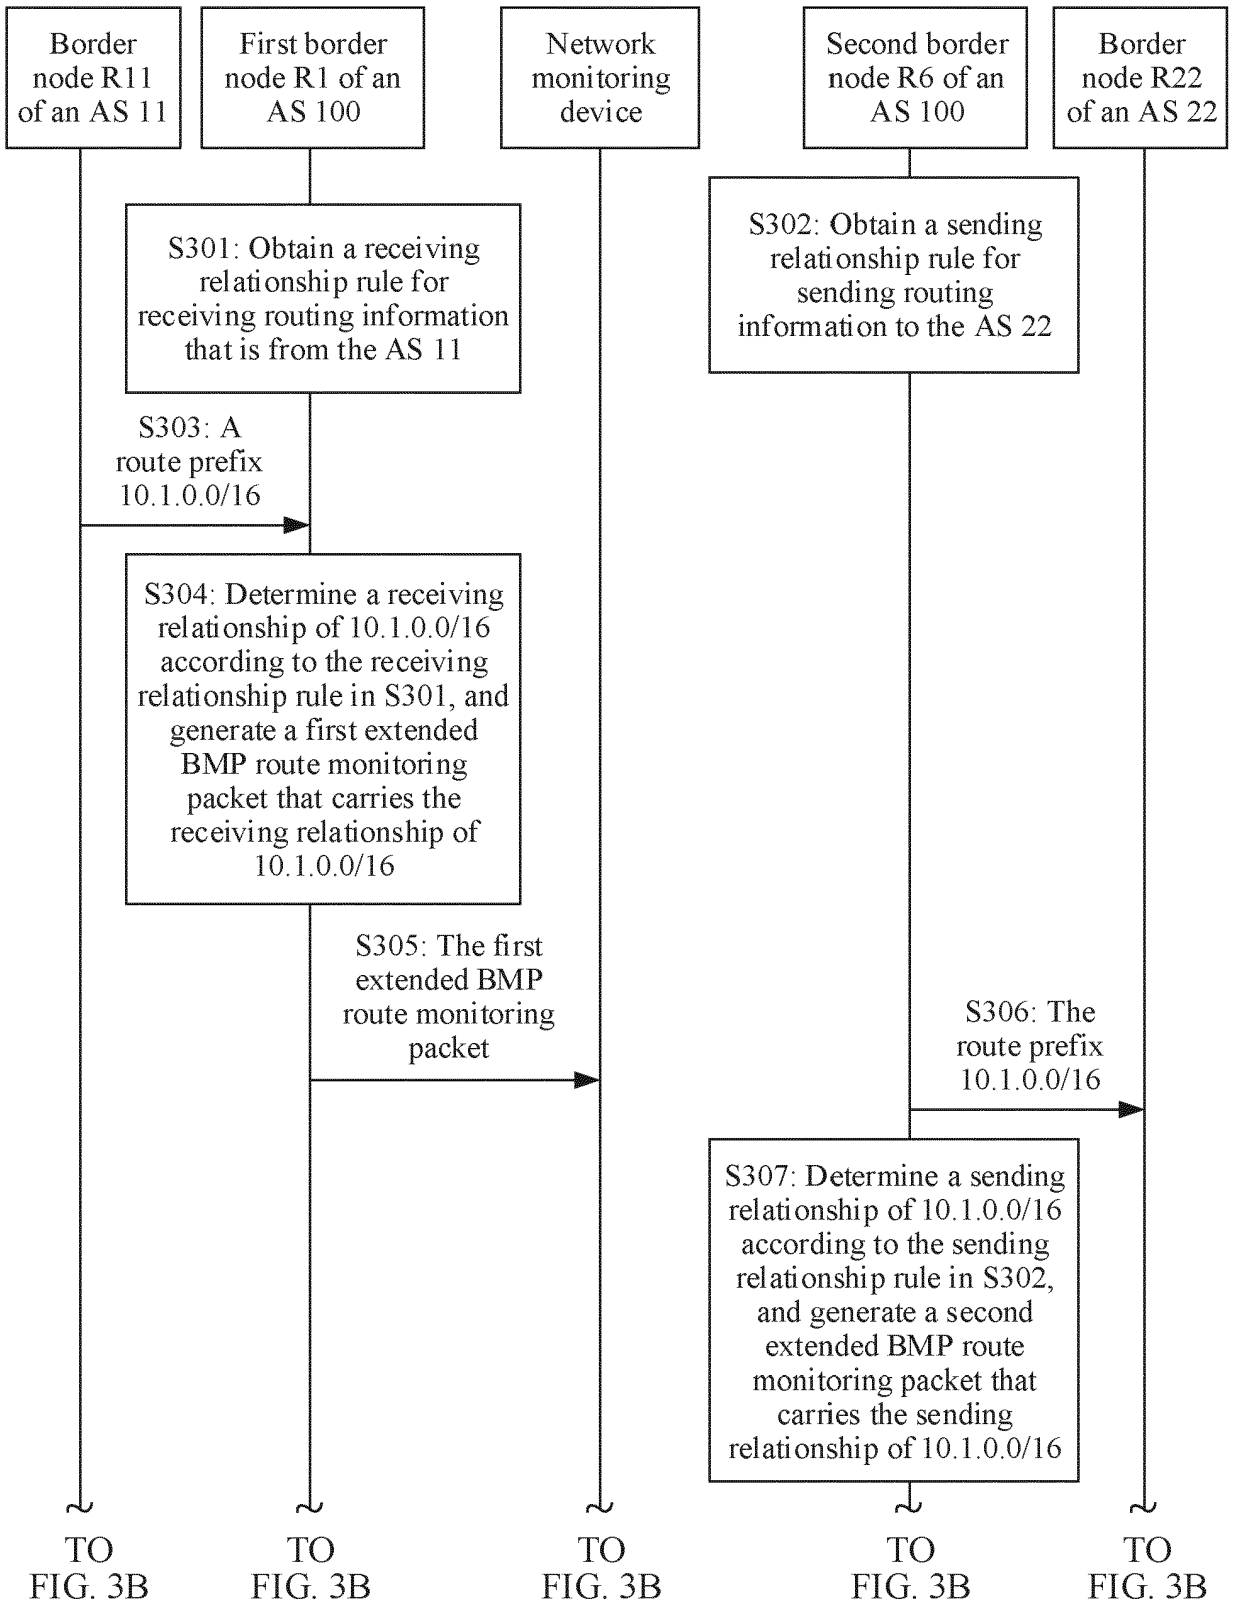 Border
node R11
of an AS 11
First border
node R1 of an
AS 100
Network
monitoring
device
Second border
node R6 of an
AS 100
Border
node R22
of an AS 22
S301: Obtain a receiving
relationship rule for
receiving routing information
that is from the AS 11
S302: Obtain a sending
relationship rule for
sending routing
information to the AS 22
S303: A
route prefix
10.1.0.0/16
S304: Determine a receiving
relationship of 10.1.0.0/16
according to the receiving
relationship rule in S301, and
generate a first extended
BMP route monitoring
packet that carries the
receiving relationship of
10.1.0.0/16
S305: The first
extended BMP
route monitoring
packet
S306: The
route prefix
10.1.0.0/16
S307: Determine a sending
relationship of 10.1.0.0/16
according to the sending
relationship rule in S302,
and generate a second
extended BMP route
monitoring packet that
carries the sending
relationship of 10.1.0.0/16
TO
FIG. 3B
TO
FIG. 3B
TO
FIG. 3B
TO
FIG. 3B
TO
FIG. 3B